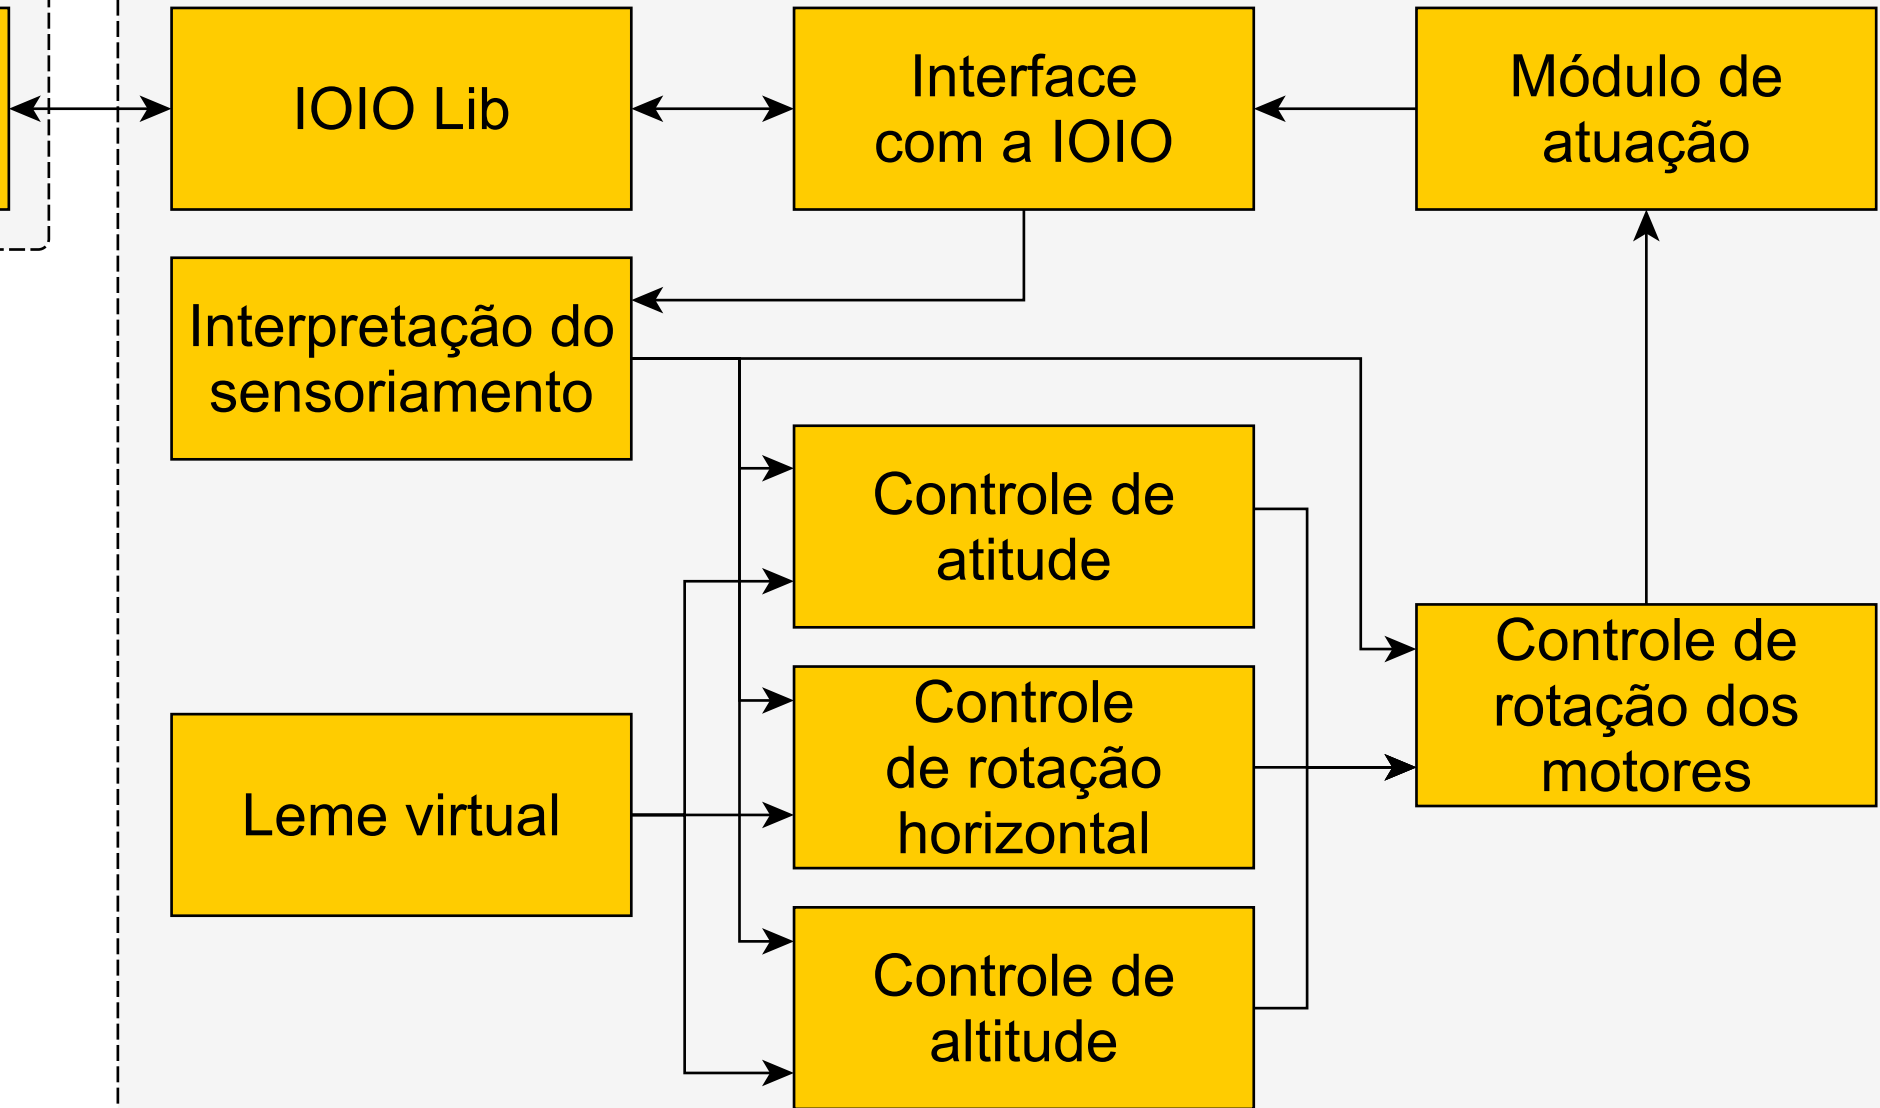 IOIO Lib
Interface
com a IOIO
Módulo de
atuação
Interpretação do
sensoriamento
Controle de
atitude
Controle de
rotação dos
motores
Controle
de rotação
horizontal
Leme virtual
Controle de
altitude